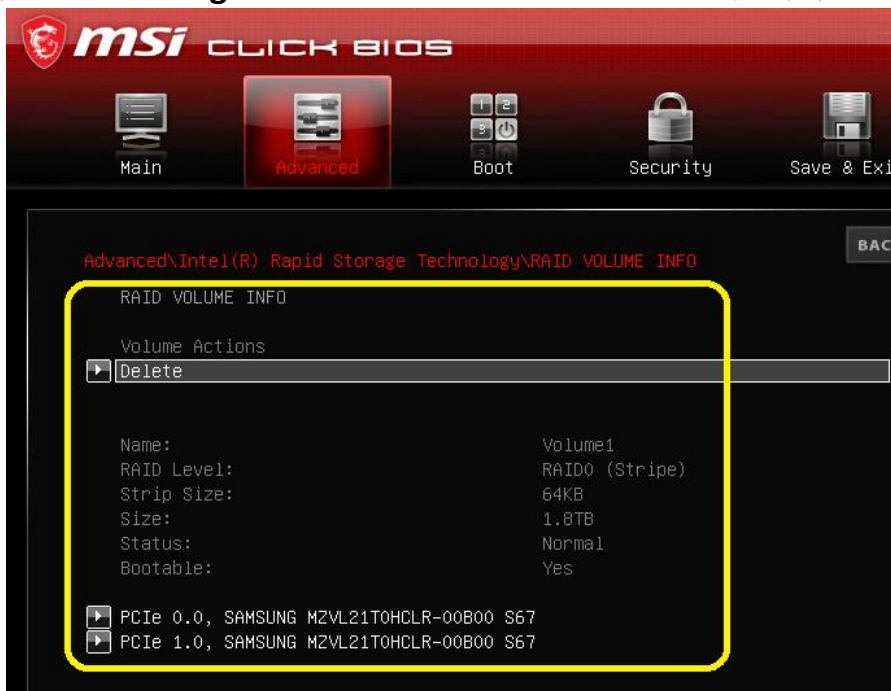 msi CLICK BIOS
Main
Advanced
Boot
Security
Save & Exi
BAC
Advanced\Intel(R) Rapid Storage Technology\RAID VOLUME INFO
RAID VOLUME INFO
Volume Actions
Delete
Name: Volume1
RAID Level: RAID0 (Stripe)
Strip Size: 64KB
Size: 1.8TB
Status: Normal
Bootable: Yes
PCIe 0.0, SAMSUNG MZVL21T0HCLR-00B00 S67
PCIe 1.0, SAMSUNG MZVL21T0HCLR-00B00 S67